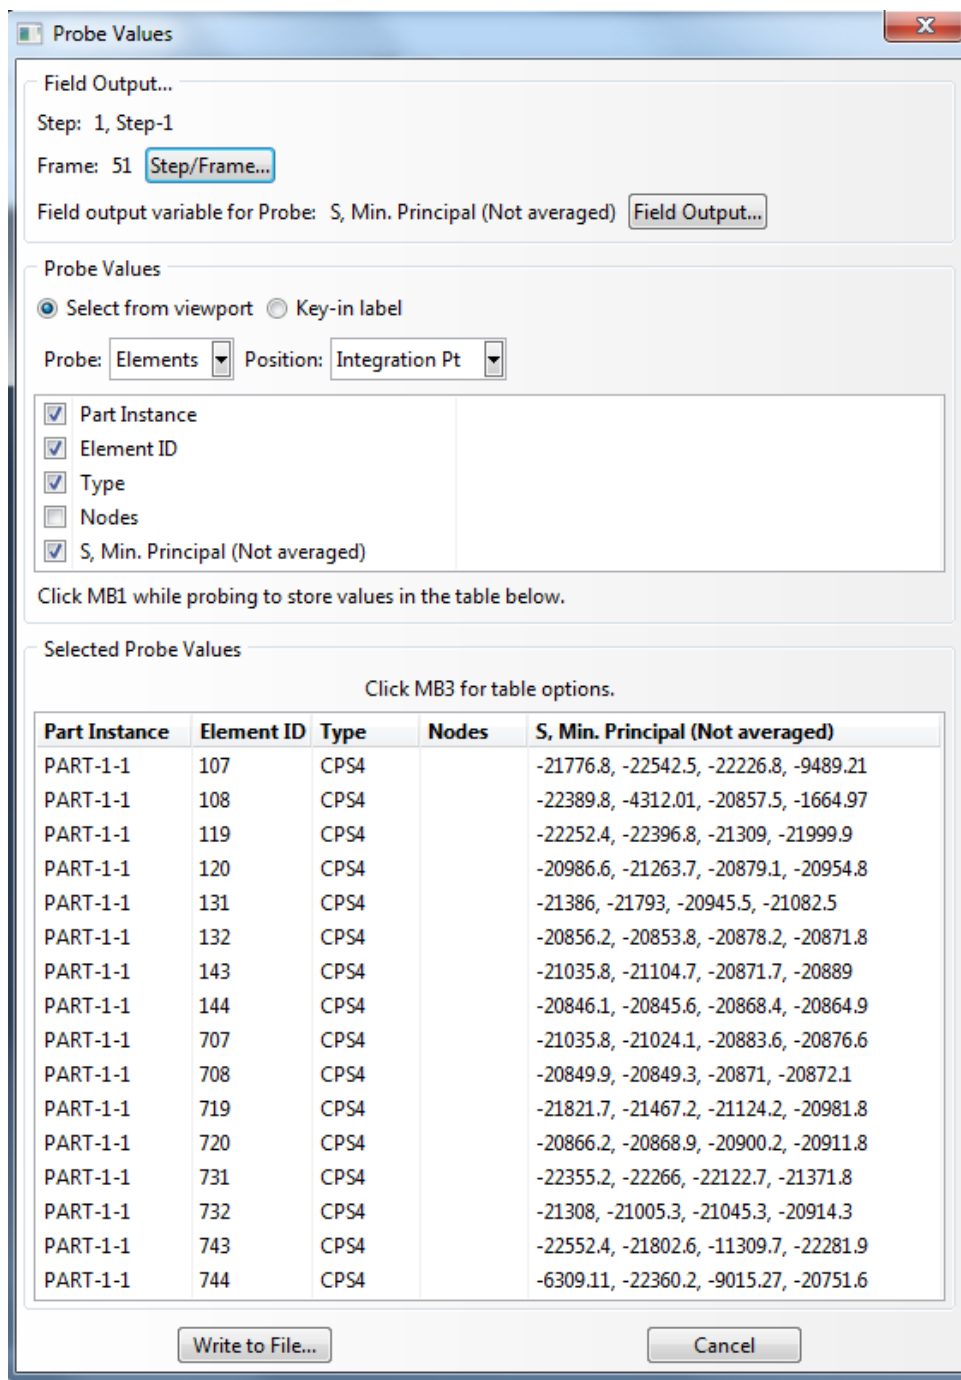 Probe Values
Field Output...
Step: 1, Step-1
Frame: 51 Step/Frame...
Field output variable for Probe: S, Min. Principal (Not averaged) Field Output...
Probe Values
Select from viewport Key-in label
Probe: Elements Position: Integration Pt
Part Instance
Element ID
Type
Nodes
S, Min. Principal (Not averaged)
Click MB1 while probing to store values in the table below.
Selected Probe Values
Click MB3 for table options.
Part Instance Element ID Type Nodes S, Min. Principal (Not averaged)
PART-1-1 107 CPS4 -21776.8, -22542.5, -22226.8, -9489.21
PART-1-1 108 CPS4 -22389.8, -4312.01, -20857.5, -1664.97
PART-1-1 119 CPS4 -22252.4, -22396.8, -21309, -21999.9
PART-1-1 120 CPS4 -20986.6, -21263.7, -20879.1, -20954.8
PART-1-1 131 CPS4 -21386, -21793, -20945.5, -21082.5
PART-1-1 132 CPS4 -20856.2, -20853.8, -20878.2, -20871.8
PART-1-1 143 CPS4 -21035.8, -21104.7, -20871.7, -20889
PART-1-1 144 CPS4 -20846.1, -20845.6, -20868.4, -20864.9
PART-1-1 707 CPS4 -21035.8, -21024.1, -20883.6, -20876.6
PART-1-1 708 CPS4 -20849.9, -20849.3, -20871, -20872.1
PART-1-1 719 CPS4 -21821.7, -21467.2, -21124.2, -20981.8
PART-1-1 720 CPS4 -20866.2, -20868.9, -20900.2, -20911.8
PART-1-1 731 CPS4 -22355.2, -22266, -22122.7, -21371.8
PART-1-1 732 CPS4 -21308, -21005.3, -21045.3, -20914.3
PART-1-1 743 CPS4 -22552.4, -21802.6, -11309.7, -22281.9
PART-1-1 744 CPS4 -6309.11, -22360.2, -9015.27, -20751.6
Write to File... Cancel